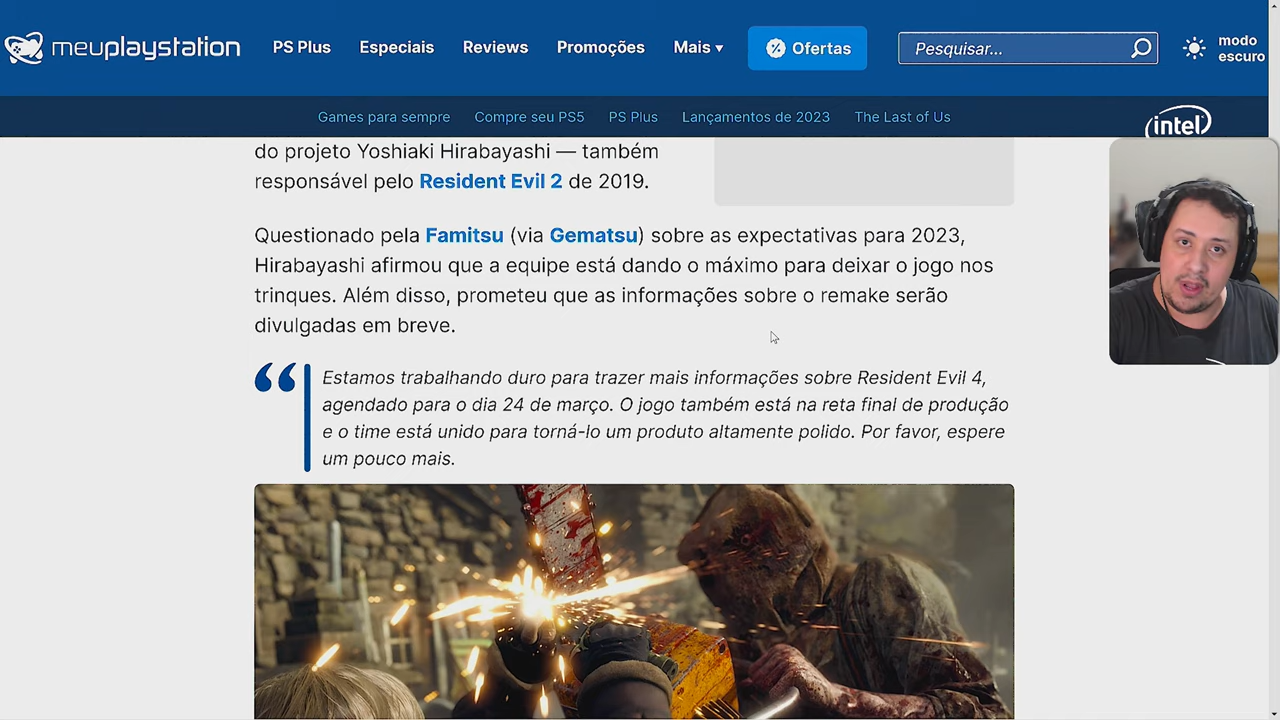 meuplaystation
PS Plus
Especiais
Reviews
Promoções
Mais
Ofertas
Pesquisar...
modo
escuro
Games para sempre
Compre seu PS5
PS Plus
Lançamentos de 2023
The Last of Us
intel
do projeto Yoshiaki Hirabayashi — também
responsável pelo Resident Evil 2 de 2019.
Questionado pela Famitsu (via Gematsu) sobre as expectativas para 2023,
Hirabayashi afirmou que a equipe está dando o máximo para deixar o jogo nos
trinques. Além disso, prometeu que as informações sobre o remake serão
divulgadas em breve.
“ Estamos trabalhando duro para trazer mais informações sobre Resident Evil 4,
agendado para o dia 24 de março. O jogo também está na reta final de produção
e o time está unido para torná-lo um produto altamente polido. Por favor, espere
um pouco mais.